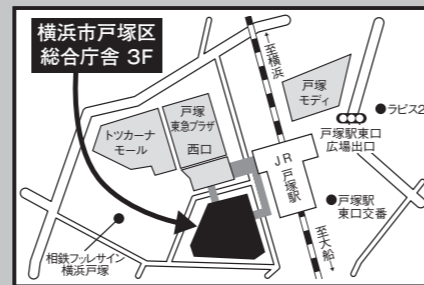 横浜市戸塚区
総合庁舎 3F
←至横浜
戸塚
モディ
戸塚
東急プラザ
西口
トツカーナ
モール
ラピス2
戸塚駅東口
広場出口
JR
戸塚駅
戸塚駅
東口交番
至大船→
相鉄フレッサイン
横浜戸塚